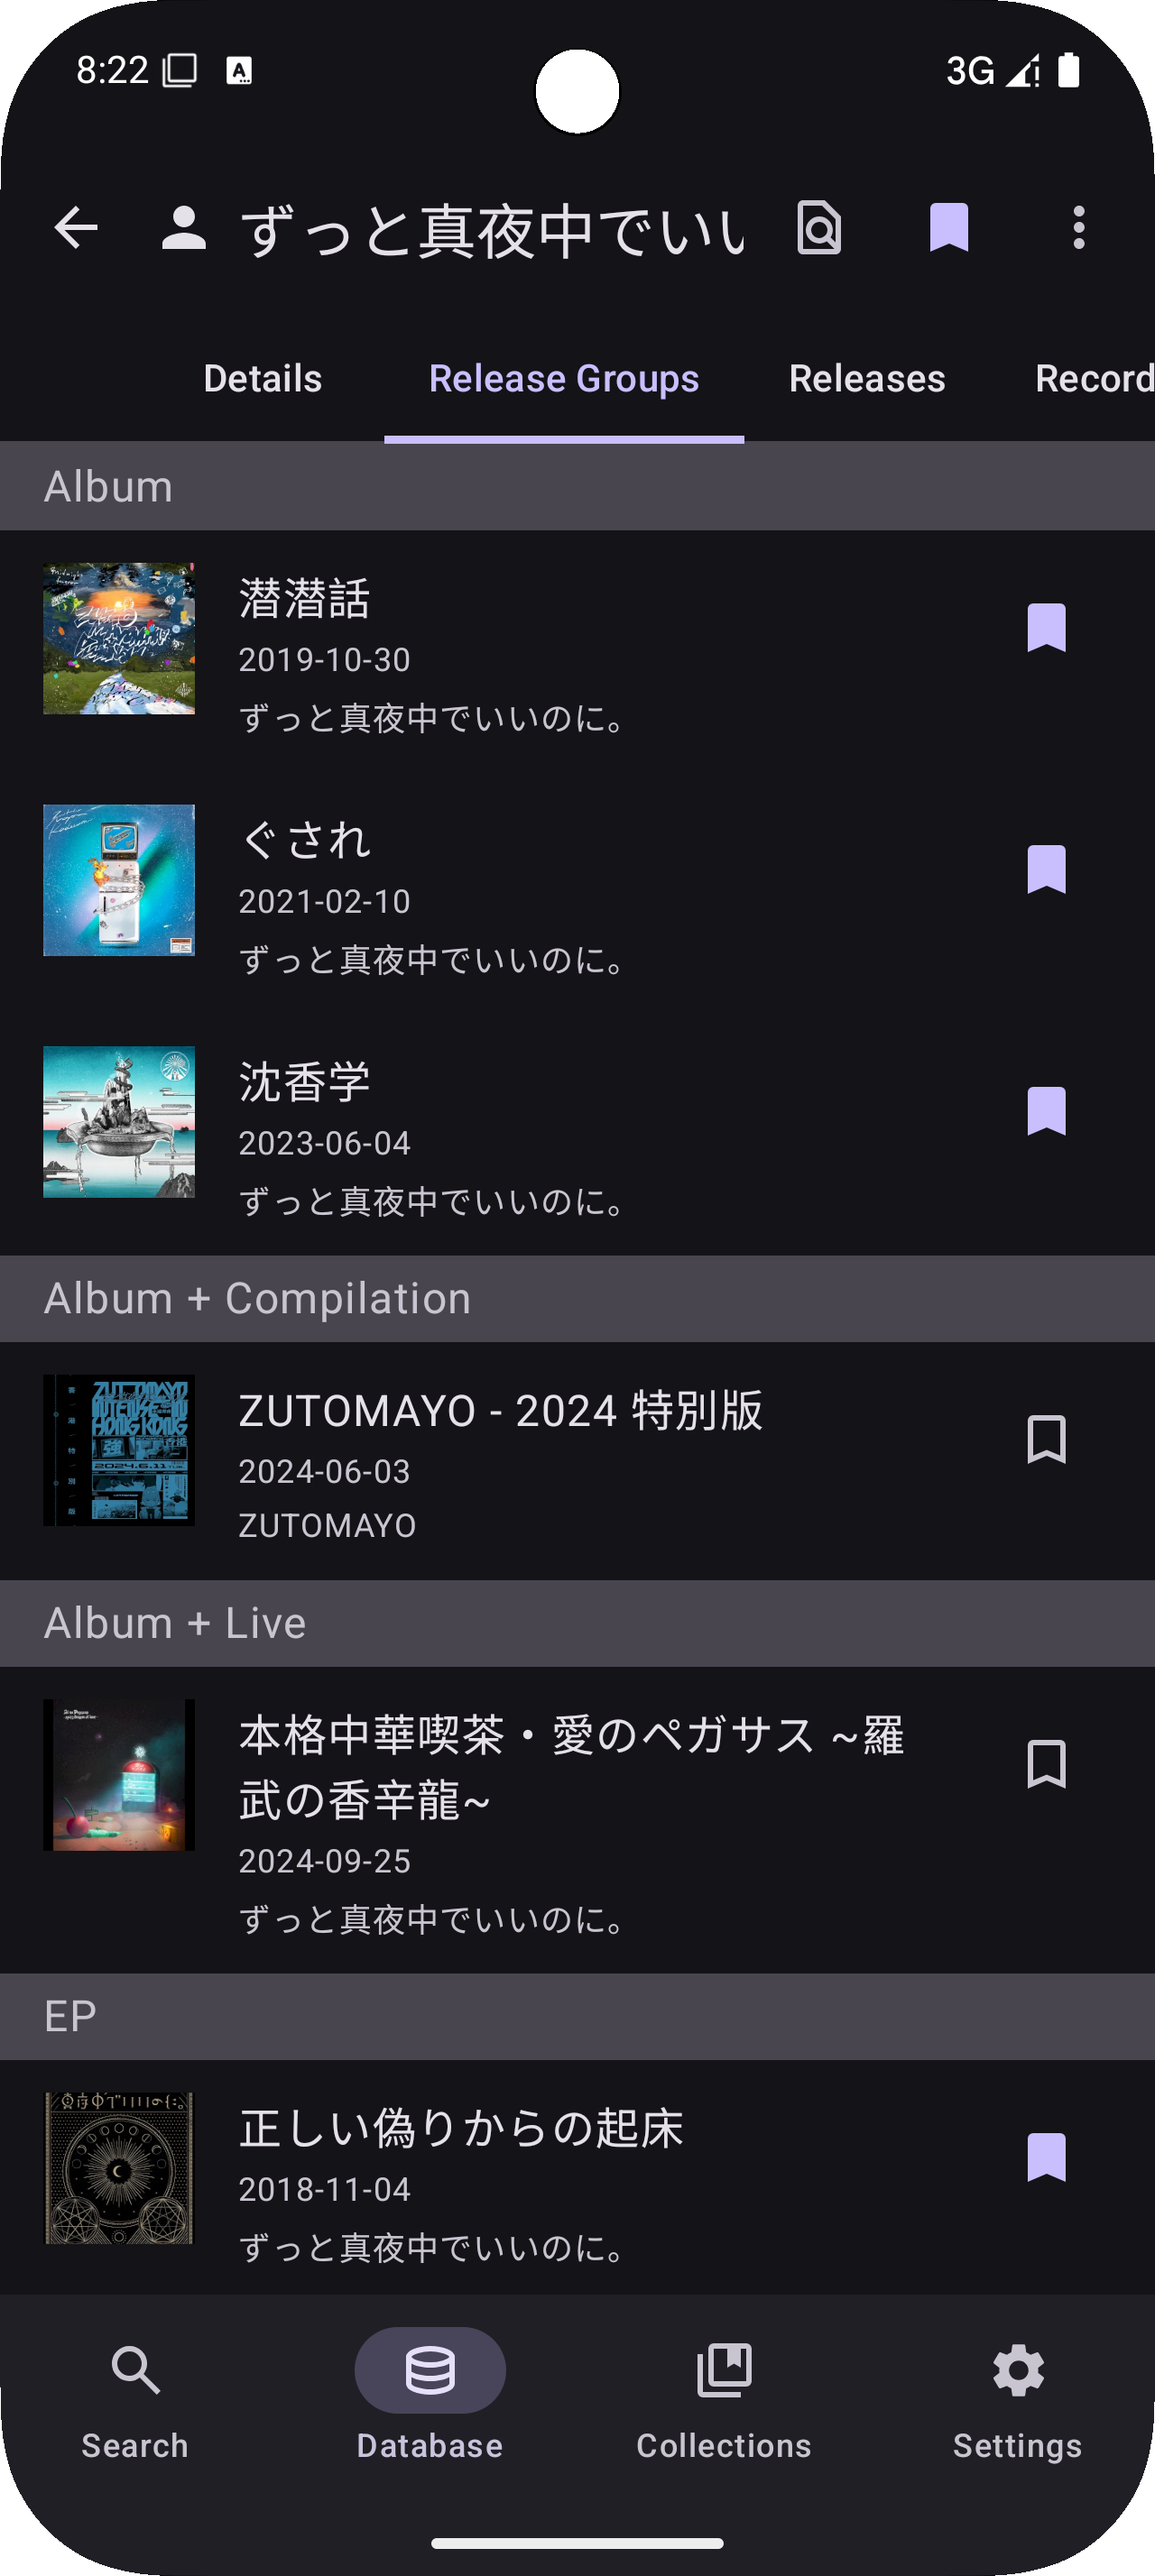 8:22
3G
ずっと真夜中でいい
Details
Release Groups
Releases
Record
Album
潜潜話
2019-10-30
ずっと真夜中でいいのに。
ぐされ
2021-02-10
ずっと真夜中でいいのに。
沈香学
2023-06-04
ずっと真夜中でいいのに。
Album + Compilation
ZUTOMAYO
INTENSE IN
HONG KONG
ZUTOMAYO - 2024 特別版
2024-06-03
ZUTOMAYO
Album + Live
本格中華喫茶・愛のペガサス ~羅
武の香辛龍~
2024-09-25
ずっと真夜中でいいのに。
EP
正しい偽りからの起床
2018-11-04
ずっと真夜中でいいのに。
Search
Database
Collections
Settings